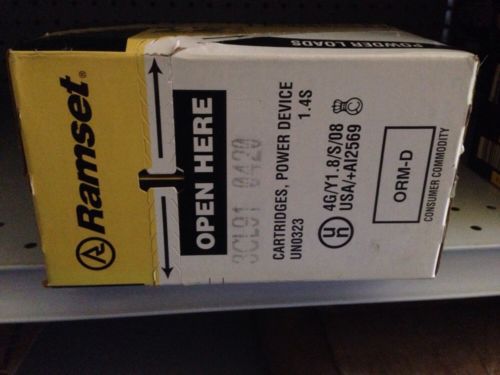 POWDER LOADS
Ramset®
OPEN HERE
3CL91 0420
CARTRIDGES, POWER DEVICE
UN0323 1.4S
4G/Y1.8/S/08
USA/+AI2569
ORM-D
CONSUMER COMMODITY